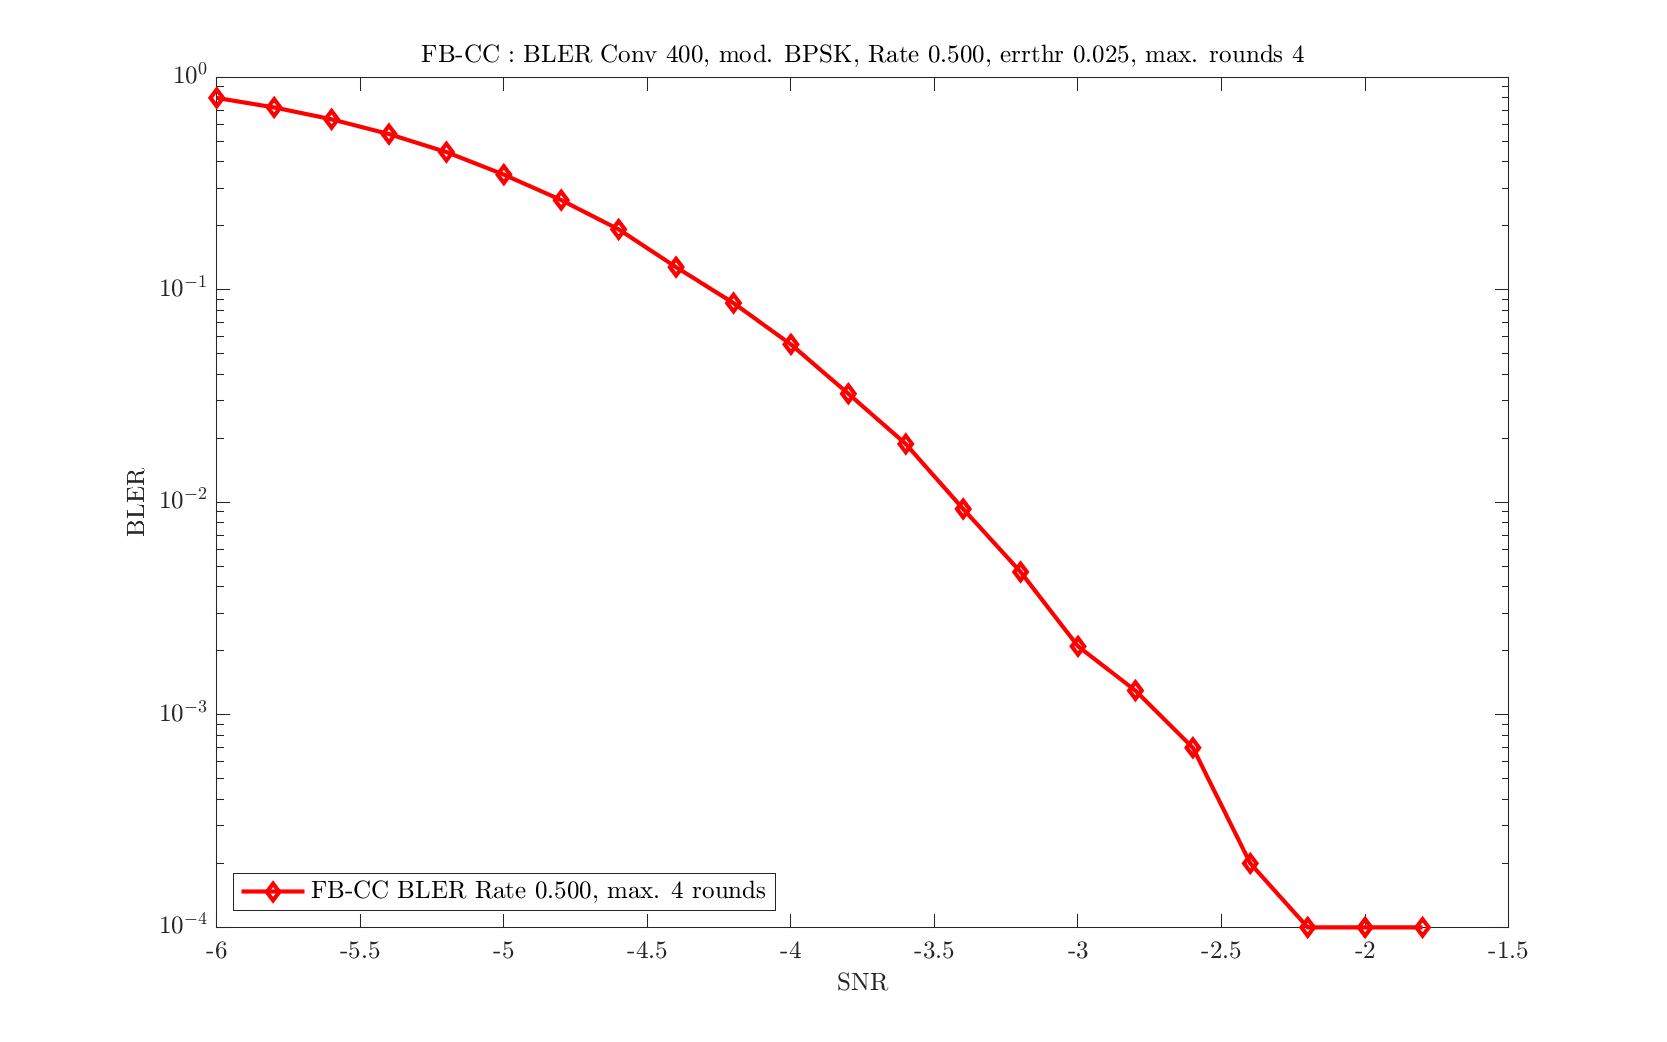 FB-CC : BLER Conv 400, mod. BPSK, Rate 0.500, errthr 0.025, max. rounds 4
10^0
10^-1
10^-2
10^-3
10^-4
BLER
FB-CC BLER Rate 0.500, max. 4 rounds
-6 -5.5 -5 -4.5 -4 -3.5 -3 -2.5 -2 -1.5
SNR